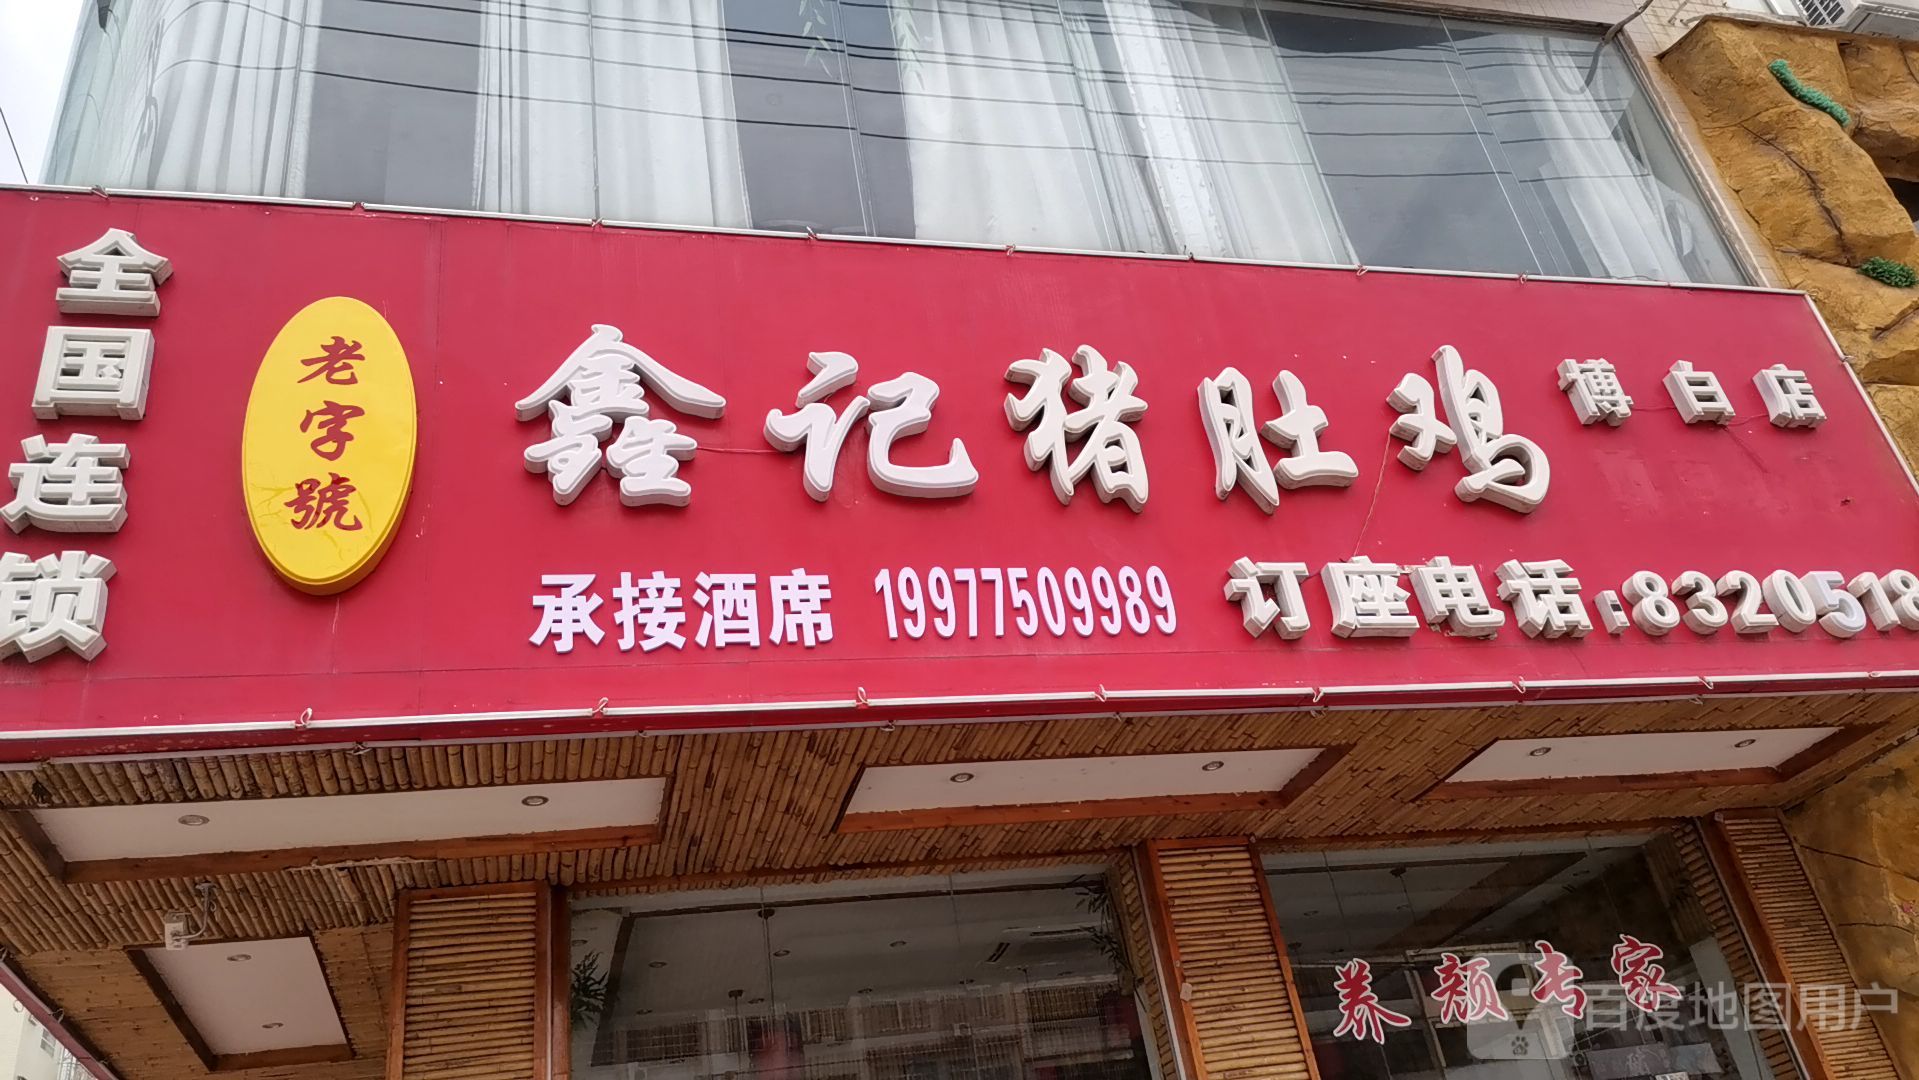 全国连锁
老字號
鑫记猪肚鸡 博白店
承接酒席 19977509989 订座电话:8320518
养颜专家
百度地图用户